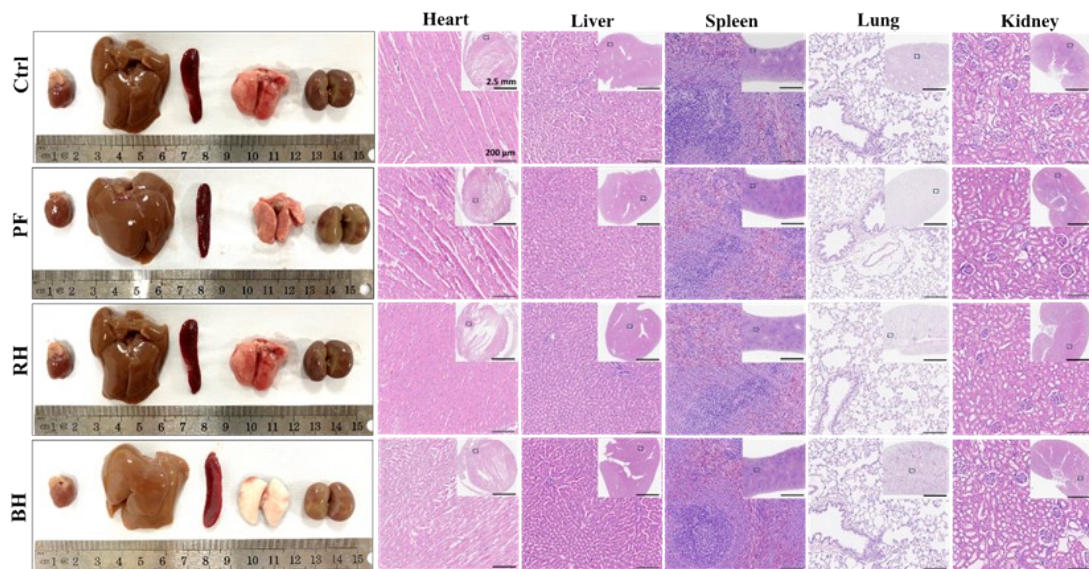 Heart Liver Spleen Lung Kidney
Ctrl
2.5 mm
200 μm
cm 1 2 3 4 5 6 7 8 9 10 11 12 13 14 15
PF
cm 1 2 3 4 5 6 7 8 9 10 11 12 13 14 15
RH
cm 1 2 3 4 5 6 7 8 9 10 11 12 13 14 15
BH
cm 1 2 3 4 5 6 7 8 9 10 11 12 13 14 15